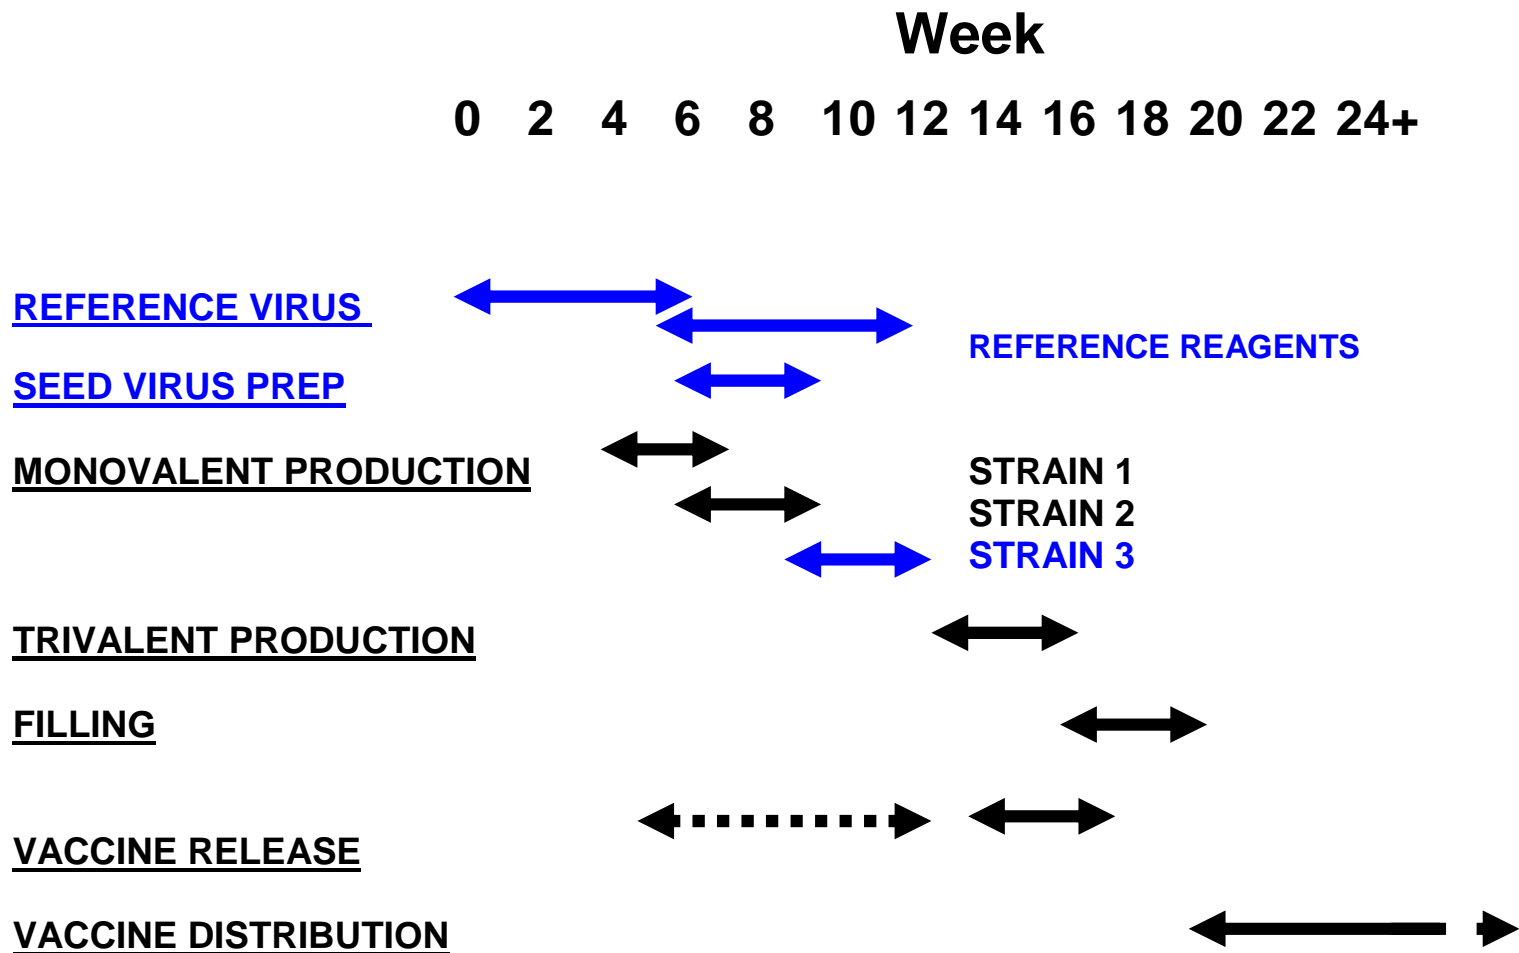 Week
0 2 4 6 8 10 12 14 16 18 20 22 24+
REFERENCE VIRUS
REFERENCE REAGENTS
SEED VIRUS PREP
MONOVALENT PRODUCTION STRAIN 1
STRAIN 2
STRAIN 3
TRIVALENT PRODUCTION
FILLING
VACCINE RELEASE
VACCINE DISTRIBUTION